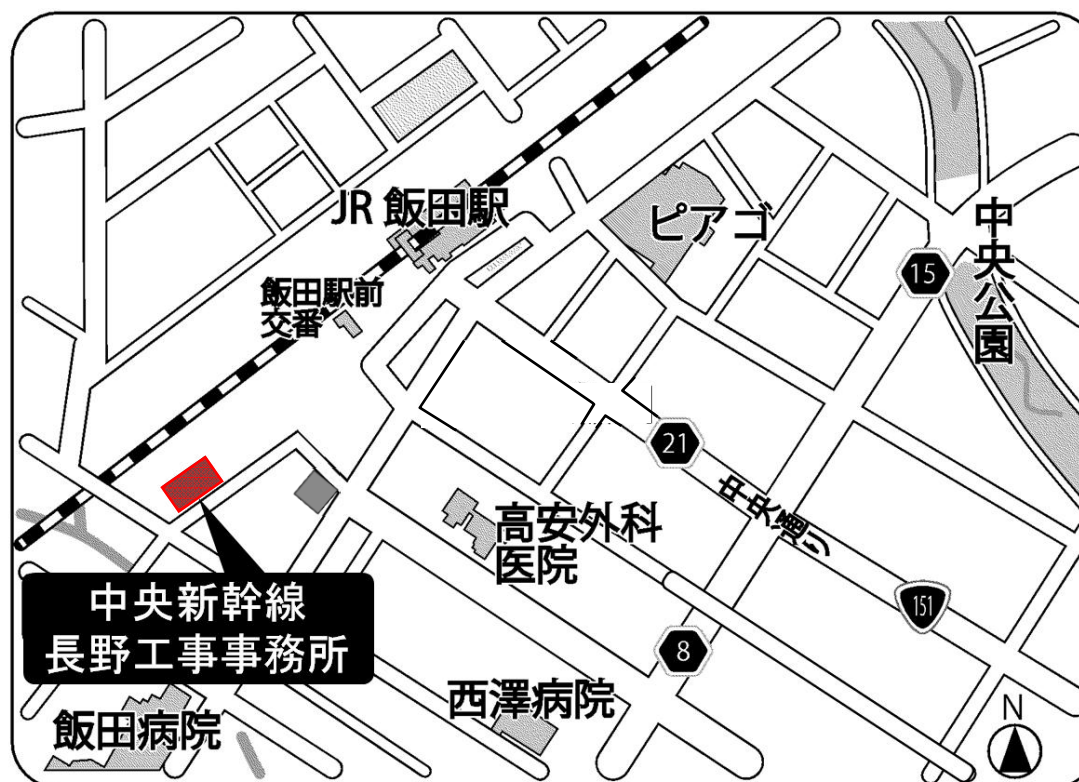 JR 飯田駅
ピアゴ
中央公園
15
飯田駅前
交番
21
中央通り
高安外科
医院
中央新幹線
長野工事事務所
151
8
西澤病院
飯田病院
N